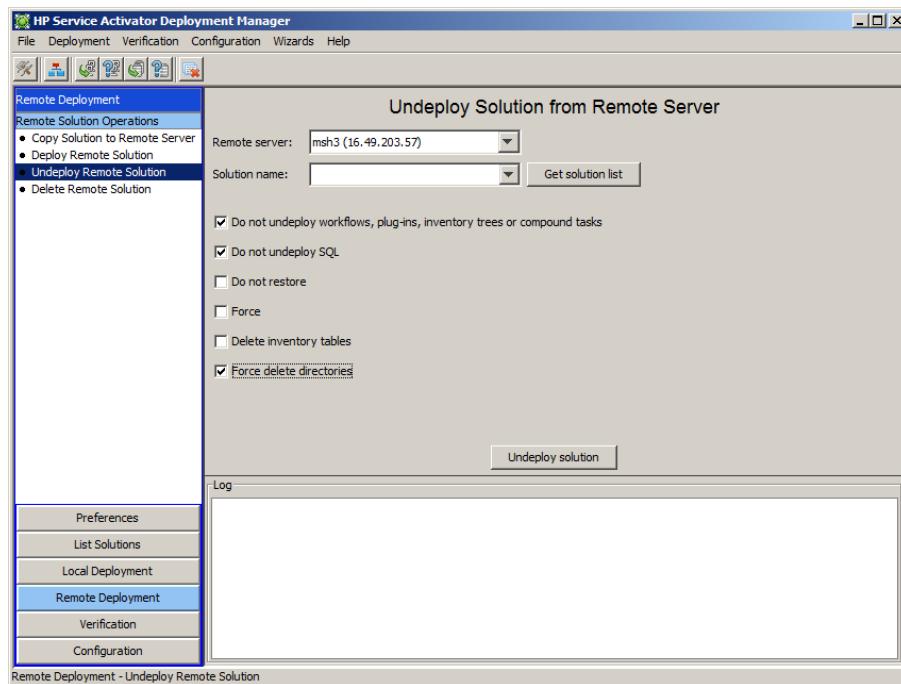 HP Service Activator Deployment Manager
File Deployment Verification Configuration Wizards Help
Remote Deployment
Remote Solution Operations
• Copy Solution to Remote Server
• Deploy Remote Solution
• Undeploy Remote Solution
• Delete Remote Solution
Preferences
List Solutions
Local Deployment
Remote Deployment
Verification
Configuration
Undeploy Solution from Remote Server
Remote server: msh3 (16.49.203.57)
Solution name: Get solution list
Do not undeploy workflows, plug-ins, inventory trees or compound tasks
Do not undeploy SQL
Do not restore
Force
Delete inventory tables
Force delete directories
Undeploy solution
Log
Remote Deployment - Undeploy Remote Solution